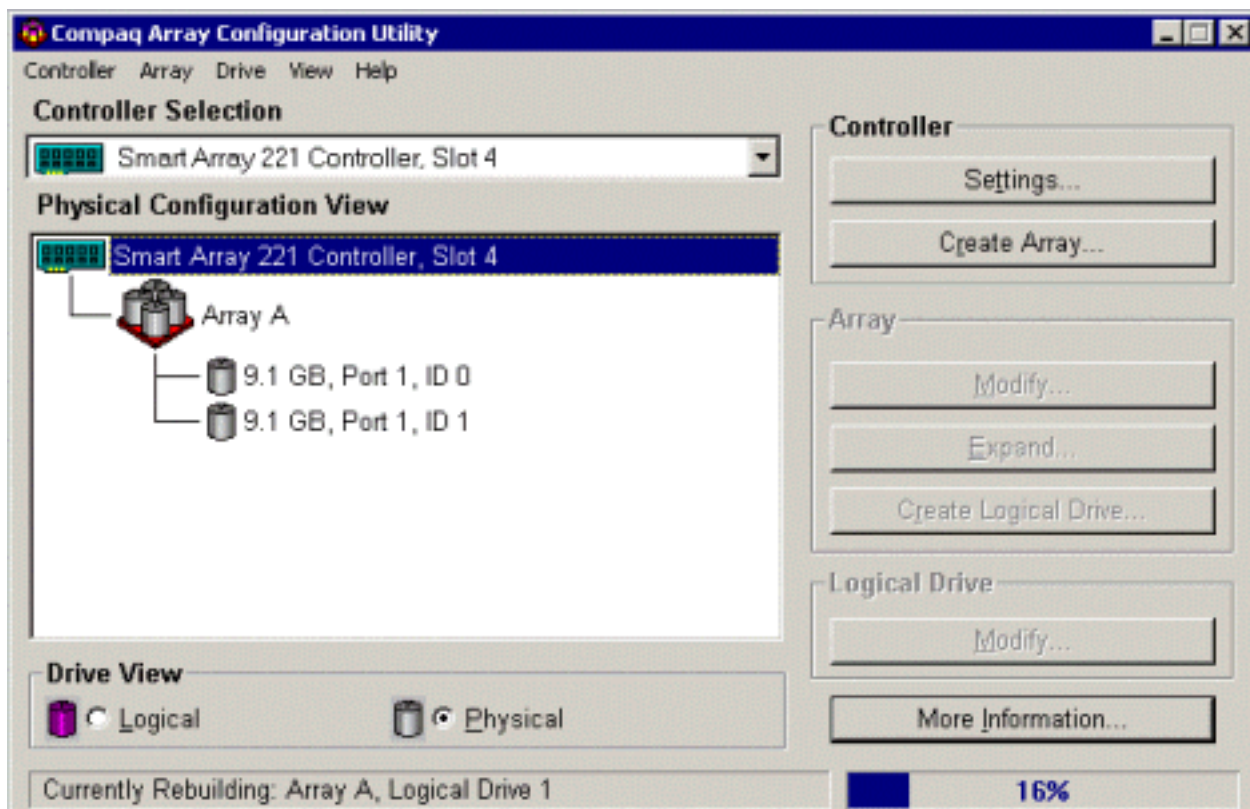 Compaq Array Configuration Utility
Controller Array Drive View Help
Controller Selection
Smart Array 221 Controller, Slot 4
Physical Configuration View
Smart Array 221 Controller, Slot 4
Array A
9.1 GB, Port 1, ID 0
9.1 GB, Port 1, ID 1
Drive View
Logical
Physical
Controller
Settings...
Create Array...
Array
Modify...
Expand...
Create Logical Drive...
Logical Drive
Modify...
More Information...
Currently Rebuilding: Array A, Logical Drive 1
16%